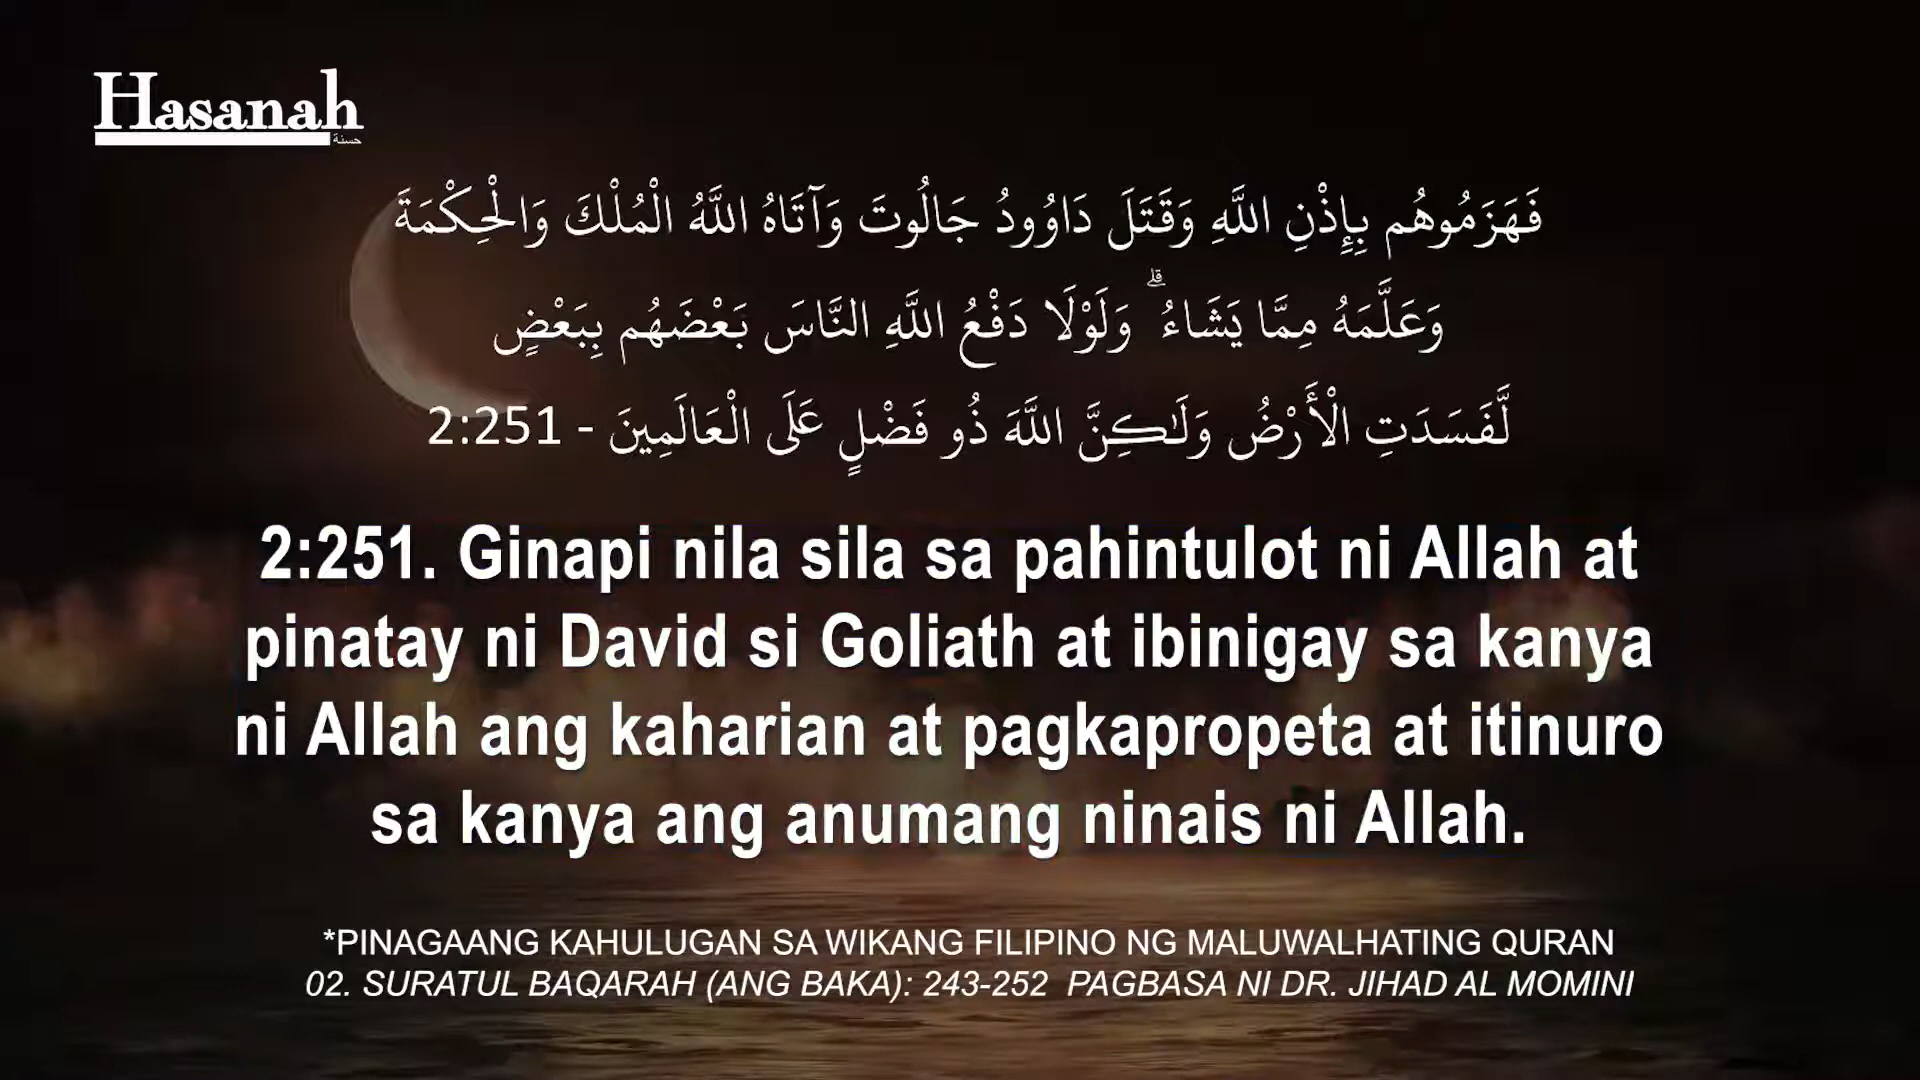 Hasanah
حسنة
فَهَزَمُوهُم بِإِذْنِ اللَّهِ وَقَتَلَ دَاوُودُ جَالُوتَ وَآتَاهُ اللَّهُ الْمُلْكَ وَالْحِكْمَةَ
وَعَلَّمَهُ مِمَّا يَشَاءُ ۗ وَلَوْلَا دَفْعُ اللَّهِ النَّاسَ بَعْضَهُم بِبَعْضٍ
لَّفَسَدَتِ الْأَرْضُ وَلَٰكِنَّ اللَّهَ ذُو فَضْلٍ عَلَى الْعَالَمِينَ - 2:251
2:251. Ginapi nila sila sa pahintulot ni Allah at
pinatay ni David si Goliath at ibinigay sa kanya
ni Allah ang kaharian at pagkapropeta at itinuro
sa kanya ang anumang ninais ni Allah.
*PINAGAANG KAHULUGAN SA WIKANG FILIPINO NG MALUWALHATING QURAN
02. SURATUL BAQARAH (ANG BAKA): 243-252 PAGBASA NI DR. JIHAD AL MOMINI